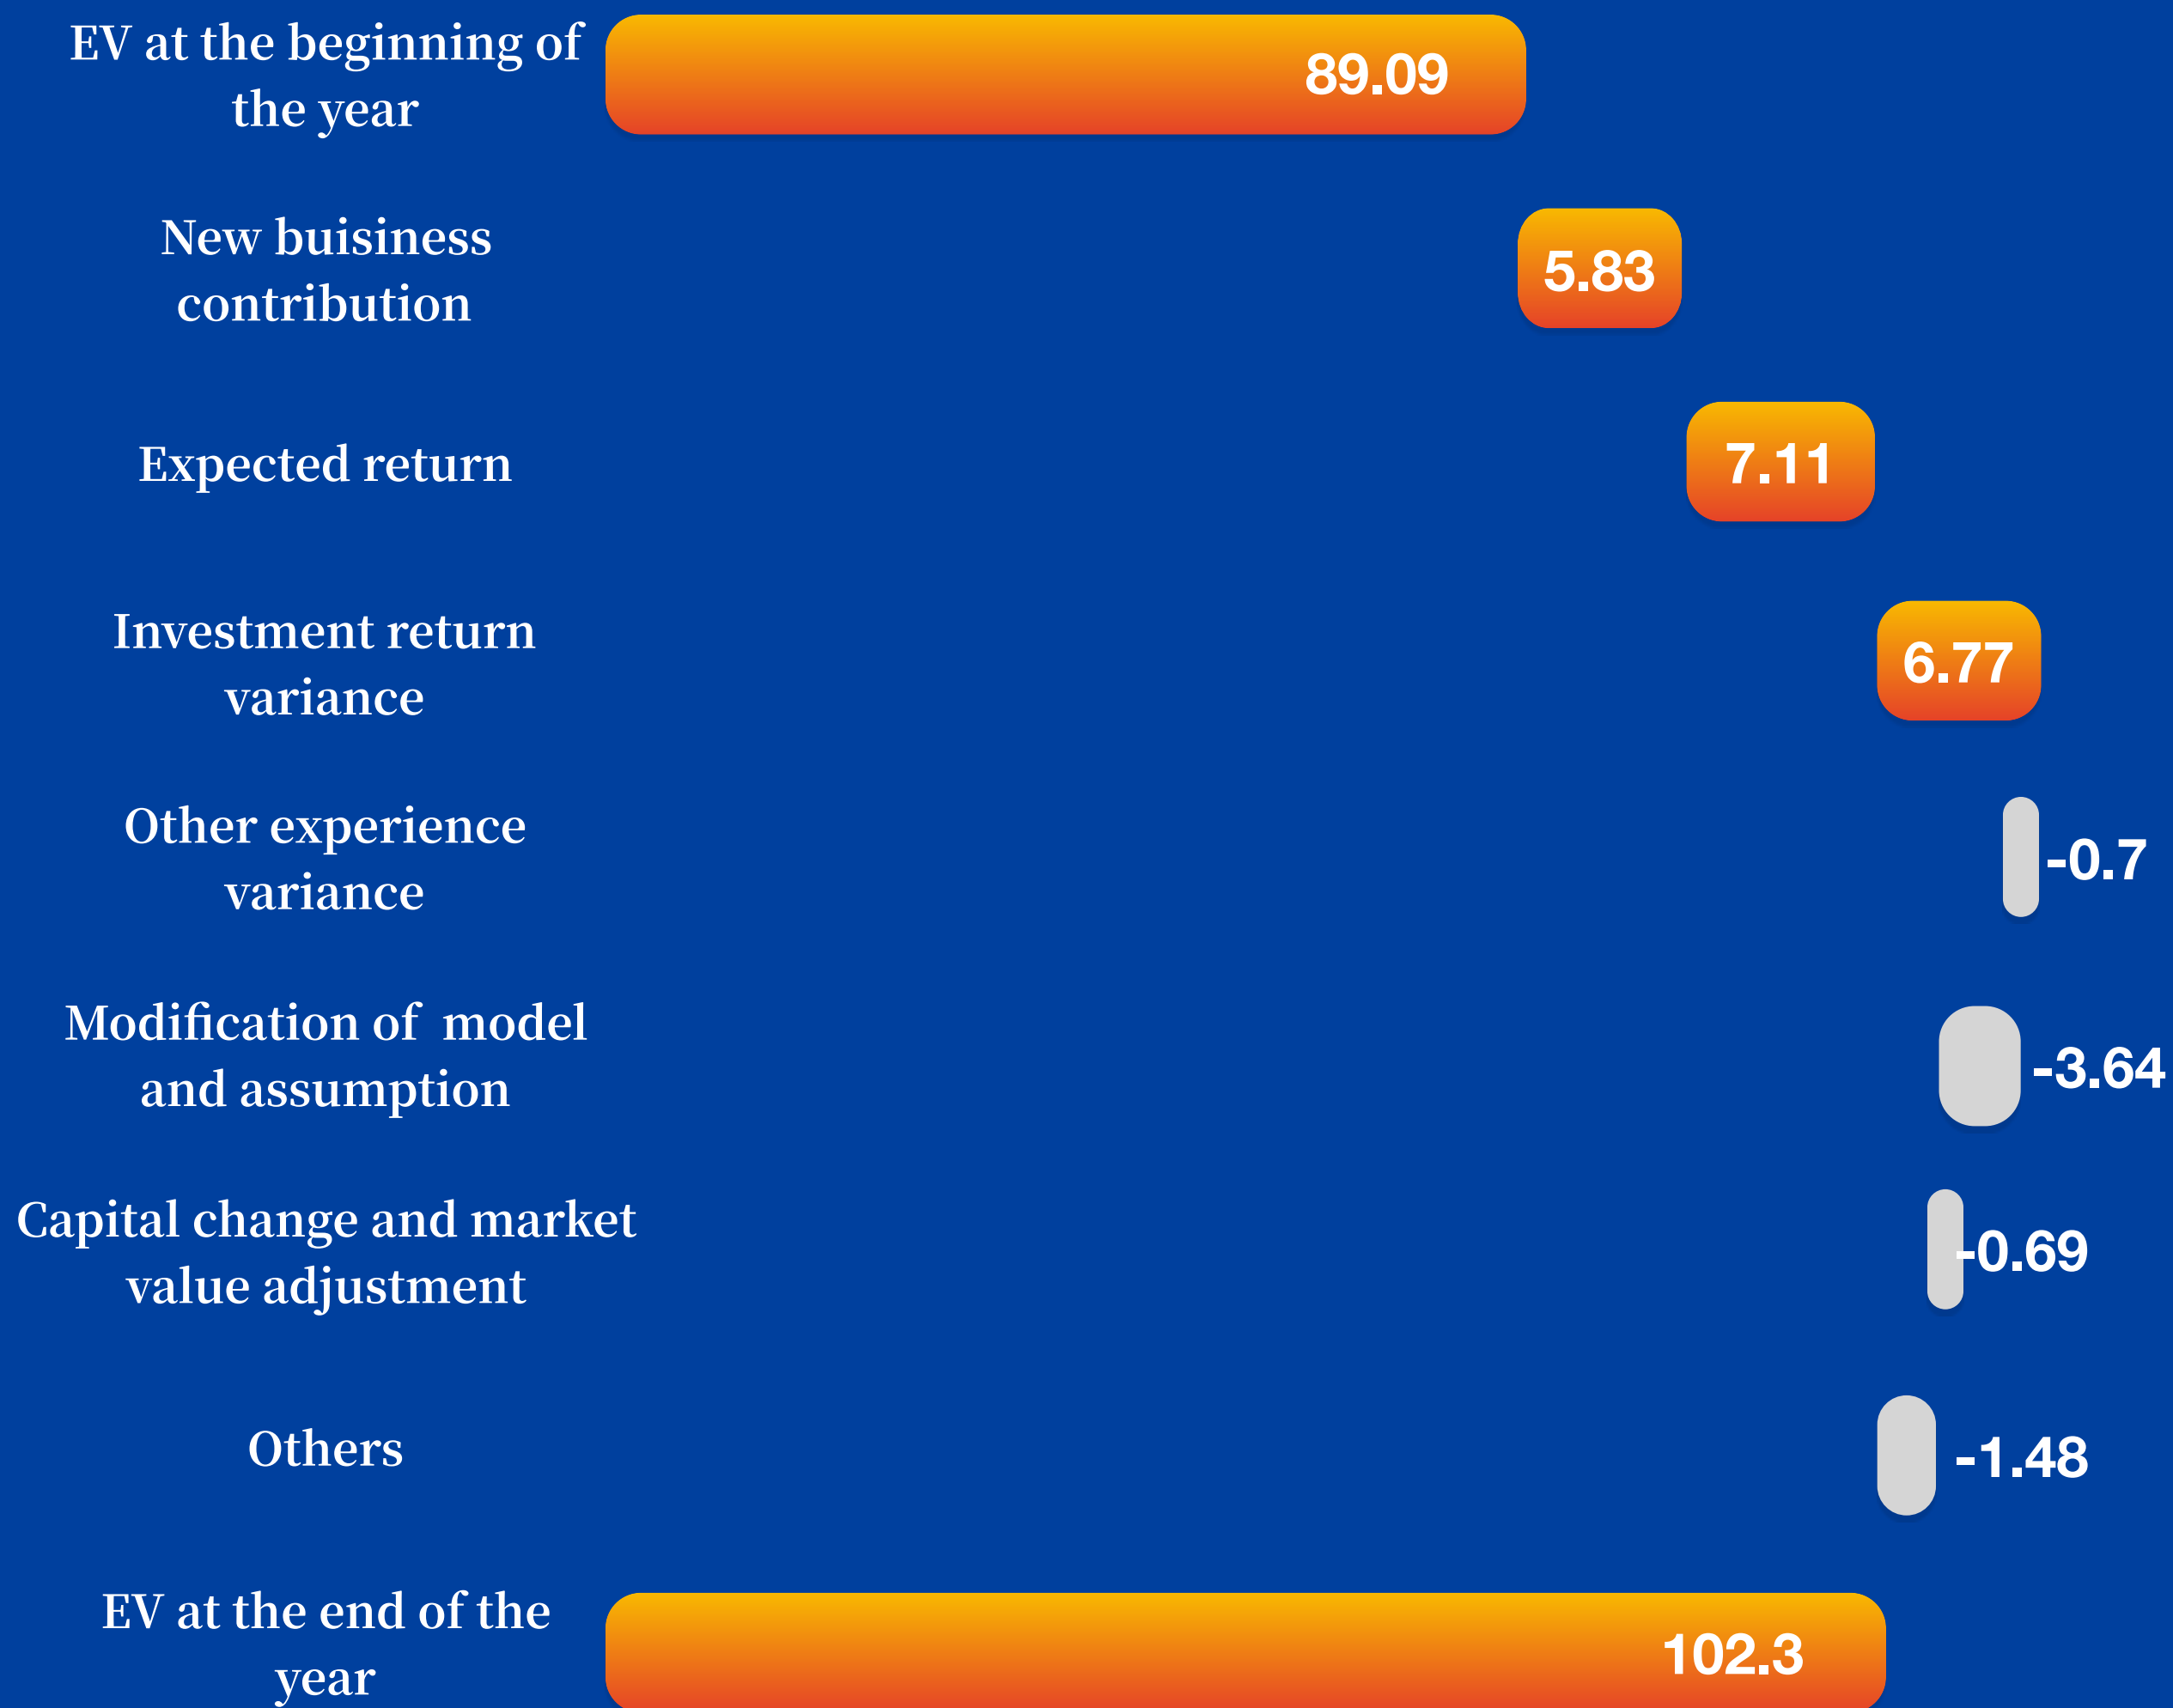 EV at the beginning of
the year
89.09
New buisiness
contribution
5.83
Expected return
7.11
Investment return
variance
6.77
Other experience
variance
-0.7
Modification of  model
and assumption
-3.64
Capital change and market
value adjustment
-0.69
Others
-1.48
EV at the end of the
year
102.3